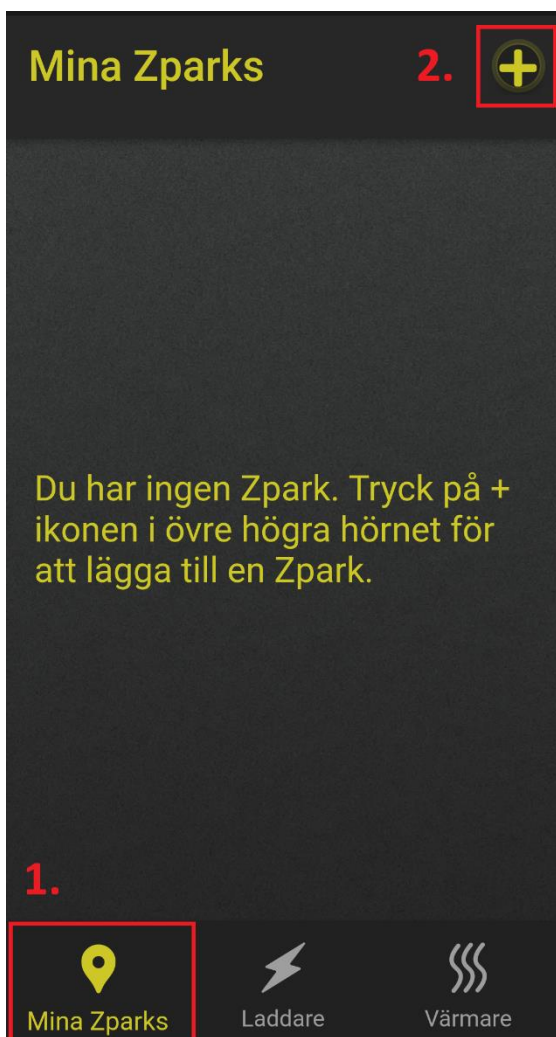 Mina Zparks
2.
Du har ingen Zpark. Tryck på +
ikonen i övre högra hörnet för
att lägga till en Zpark.
1.
Mina Zparks
Laddare
Värmare